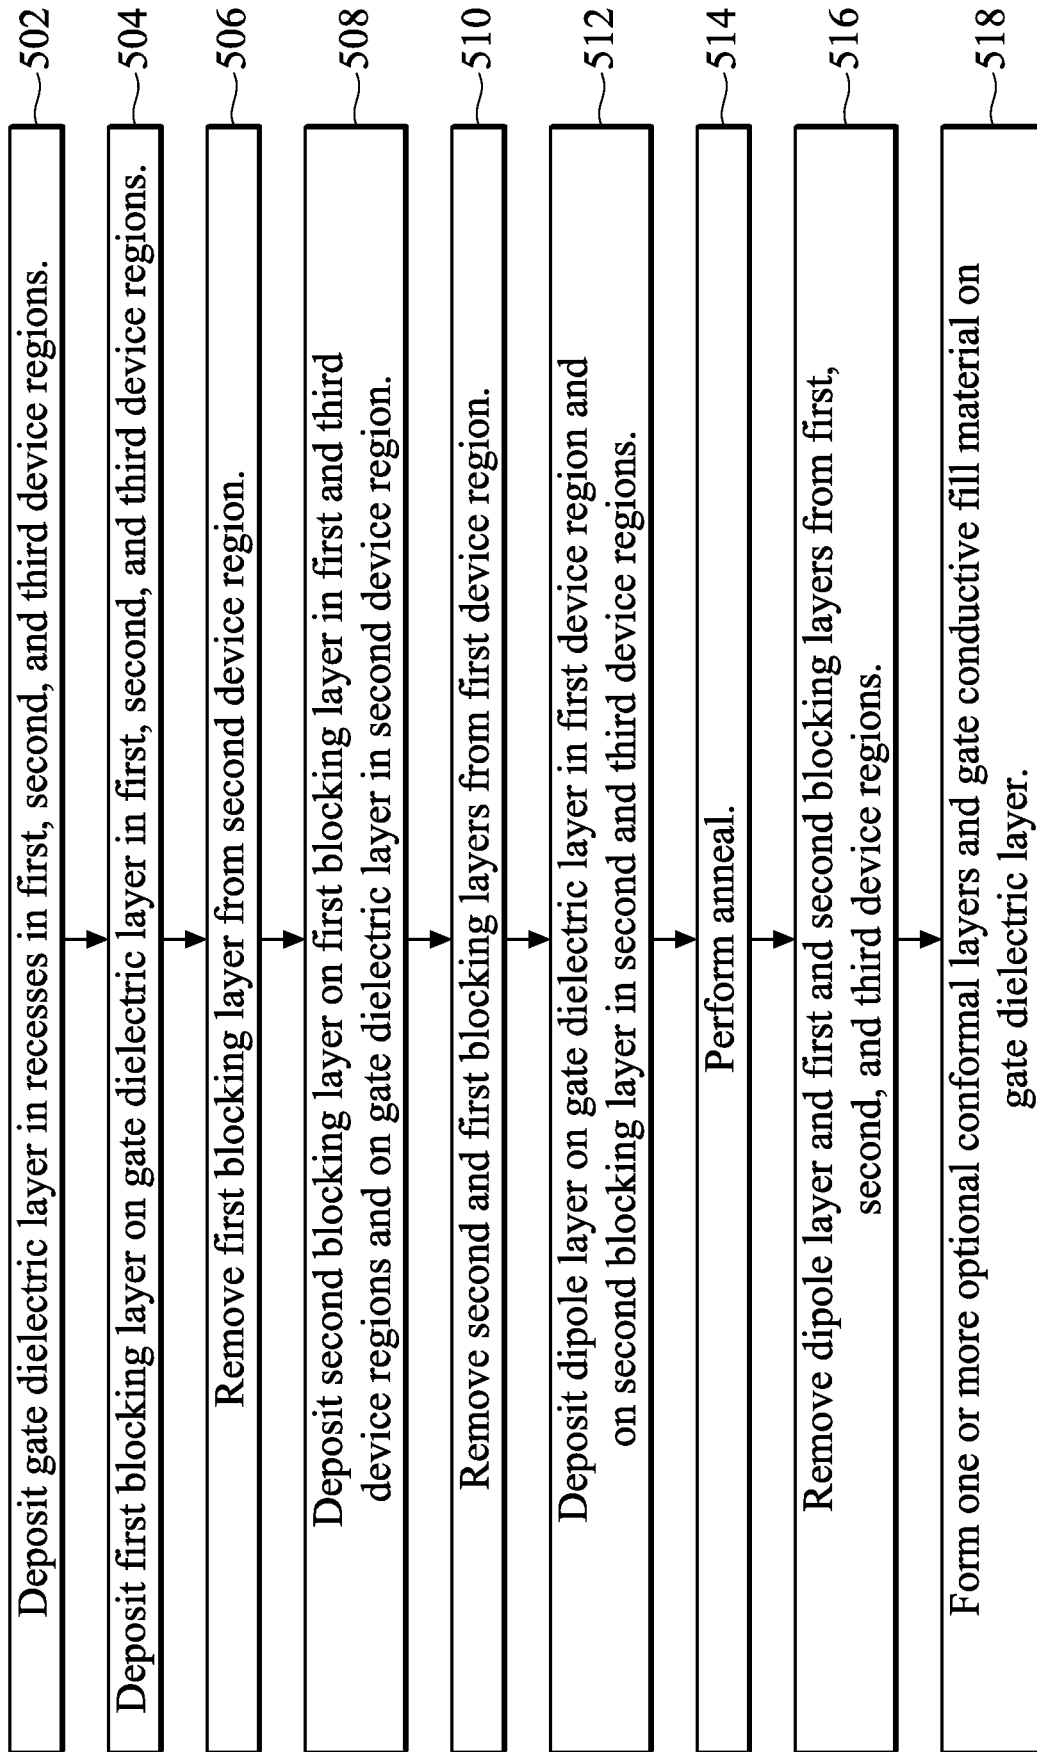 Deposit gate dielectric layer in recesses in first, second, and third device regions.
502
Deposit first blocking layer on gate dielectric layer in first, second, and third device regions.
504
Remove first blocking layer from second device region.
506
Deposit second blocking layer on first blocking layer in first and third
device regions and on gate dielectric layer in second device region.
508
Remove second and first blocking layers from first device region.
510
Deposit dipole layer on gate dielectric layer in first device region and
on second blocking layer in second and third device regions.
512
Perform anneal.
514
Remove dipole layer and first and second blocking layers from first,
second, and third device regions.
516
Form one or more optional conformal layers and gate conductive fill material on
gate dielectric layer.
518